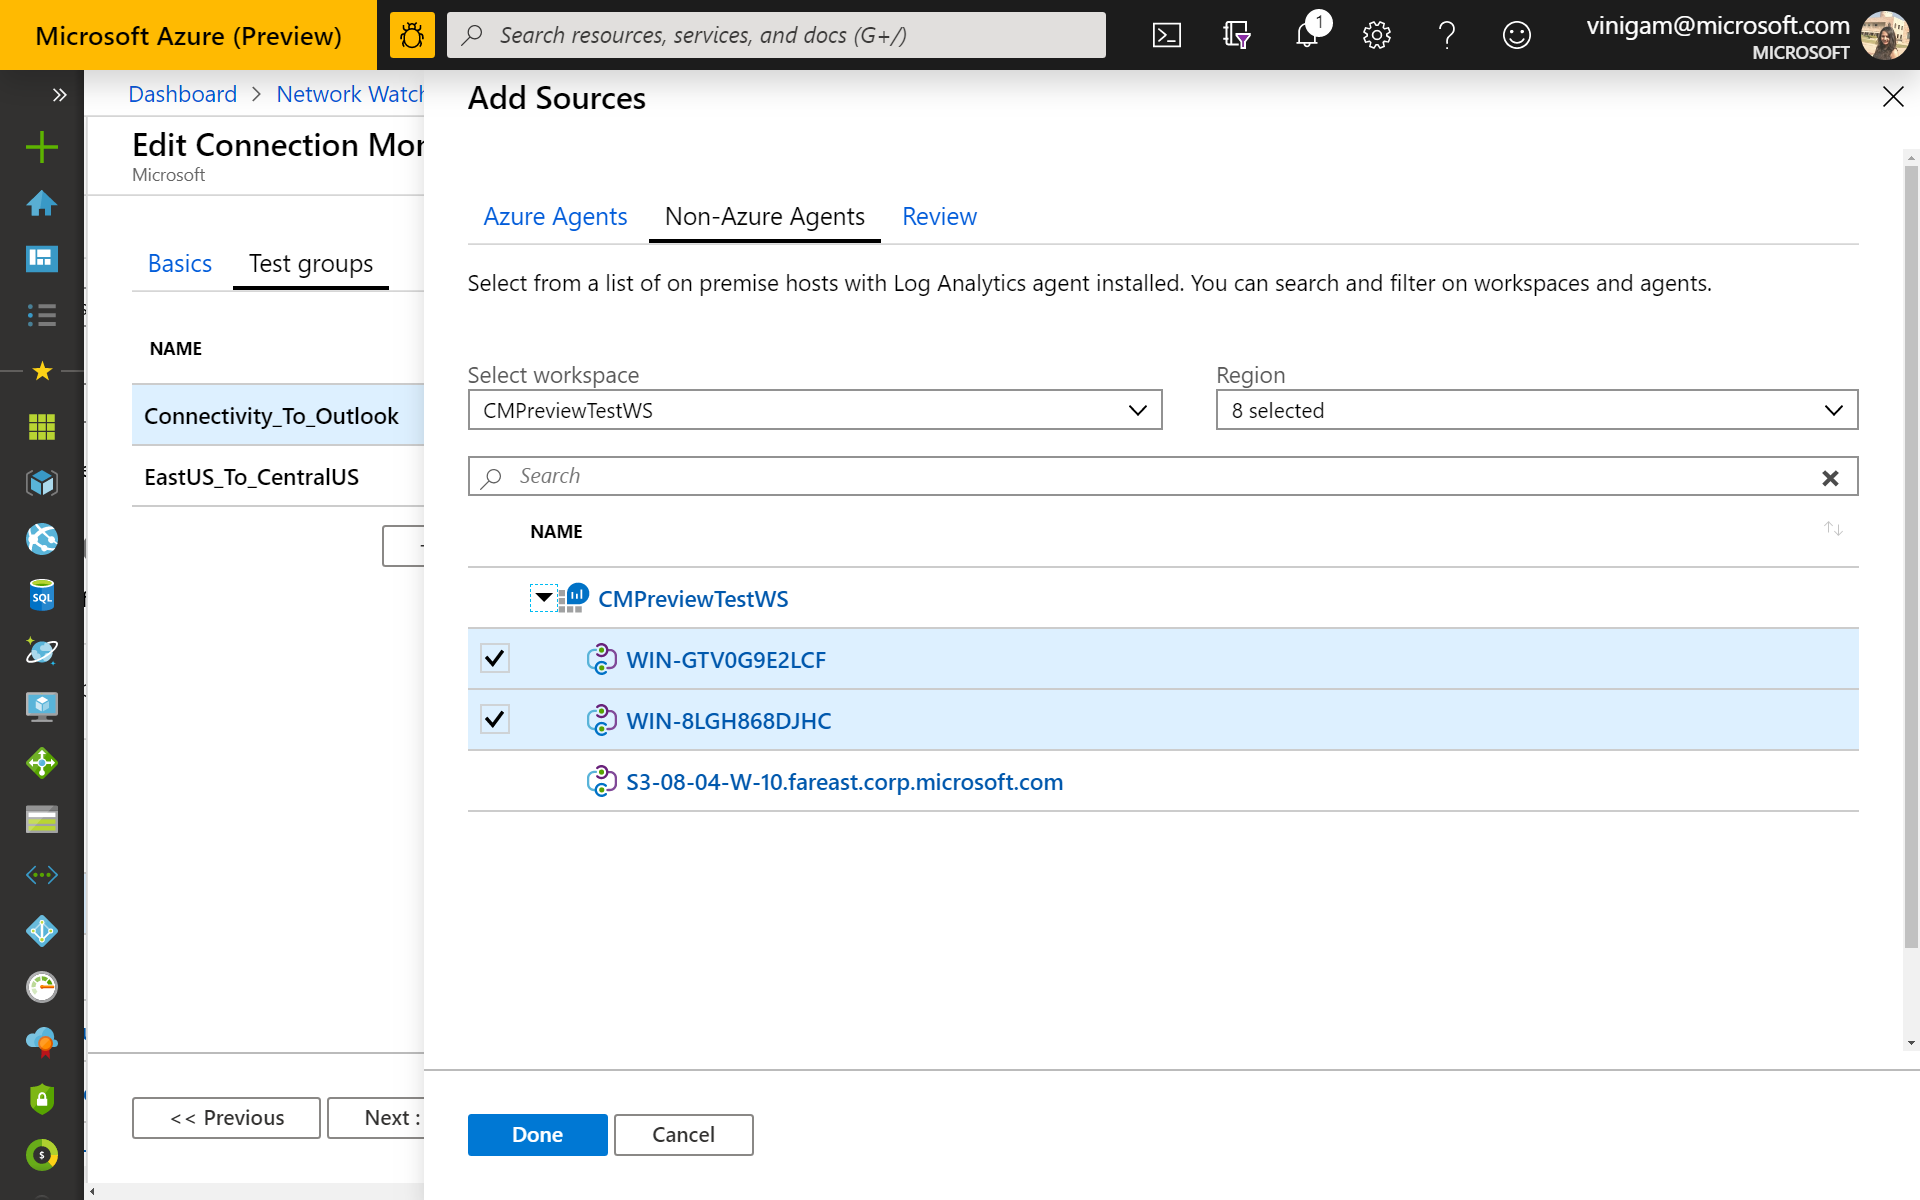 Microsoft Azure (Preview)
Search resources, services, and docs (G+/)
1
vinigam@microsoft.com
MICROSOFT
Dashboard > Network Watch
Edit Connection Mon
Microsoft
Basics
Test groups
NAME
Connectivity_To_Outlook
EastUS_To_CentralUS
<< Previous
Next :
Add Sources
Azure Agents
Non-Azure Agents
Review
Select from a list of on premise hosts with Log Analytics agent installed. You can search and filter on workspaces and agents.
Select workspace
CMPreviewTestWS
Region
8 selected
Search
NAME
CMPreviewTestWS
WIN-GTV0G9E2LCF
WIN-8LGH868DJHC
S3-08-04-W-10.fareast.corp.microsoft.com
Done
Cancel
SQL
$